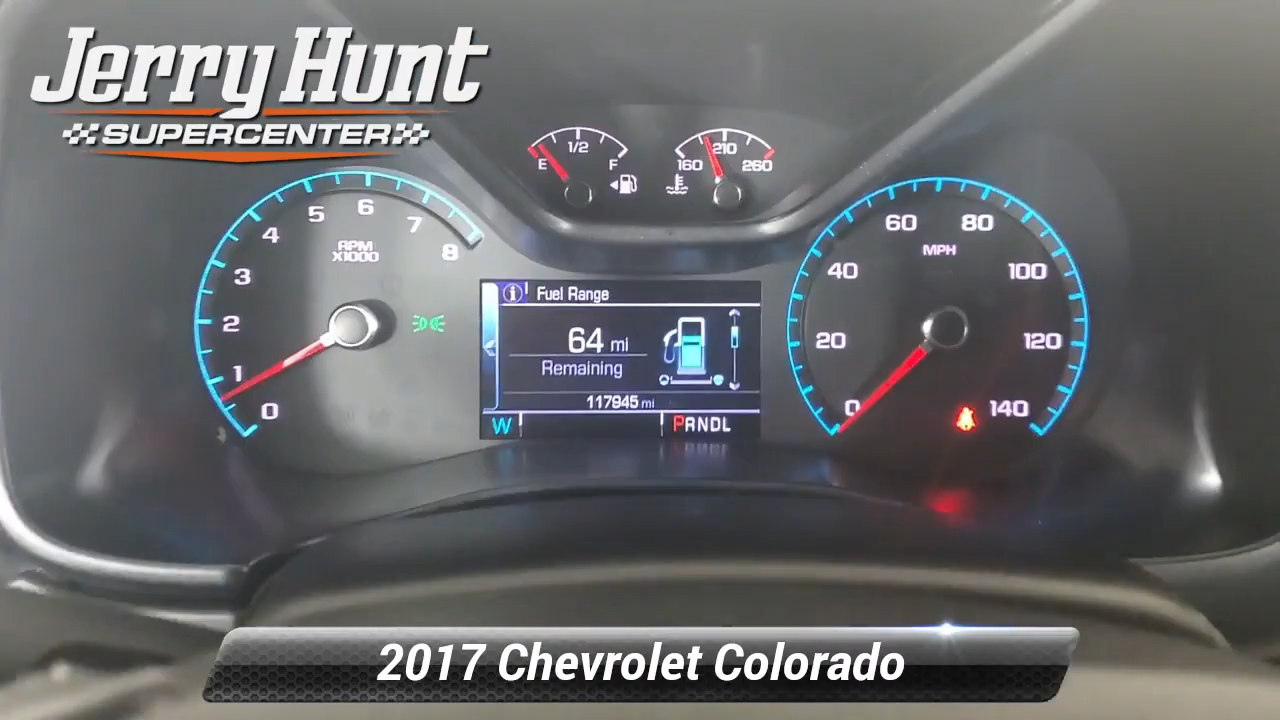 Jerry Hunt
SUPERCENTER
E 1/2 F
160 210 260
0 1 2 3 4 5 6 7 8
RPM
X1000
i Fuel Range
64 mi
Remaining
117945 mi
W PRNDL
0 20 40 60 80 100 120 140
MPH
2017 Chevrolet Colorado